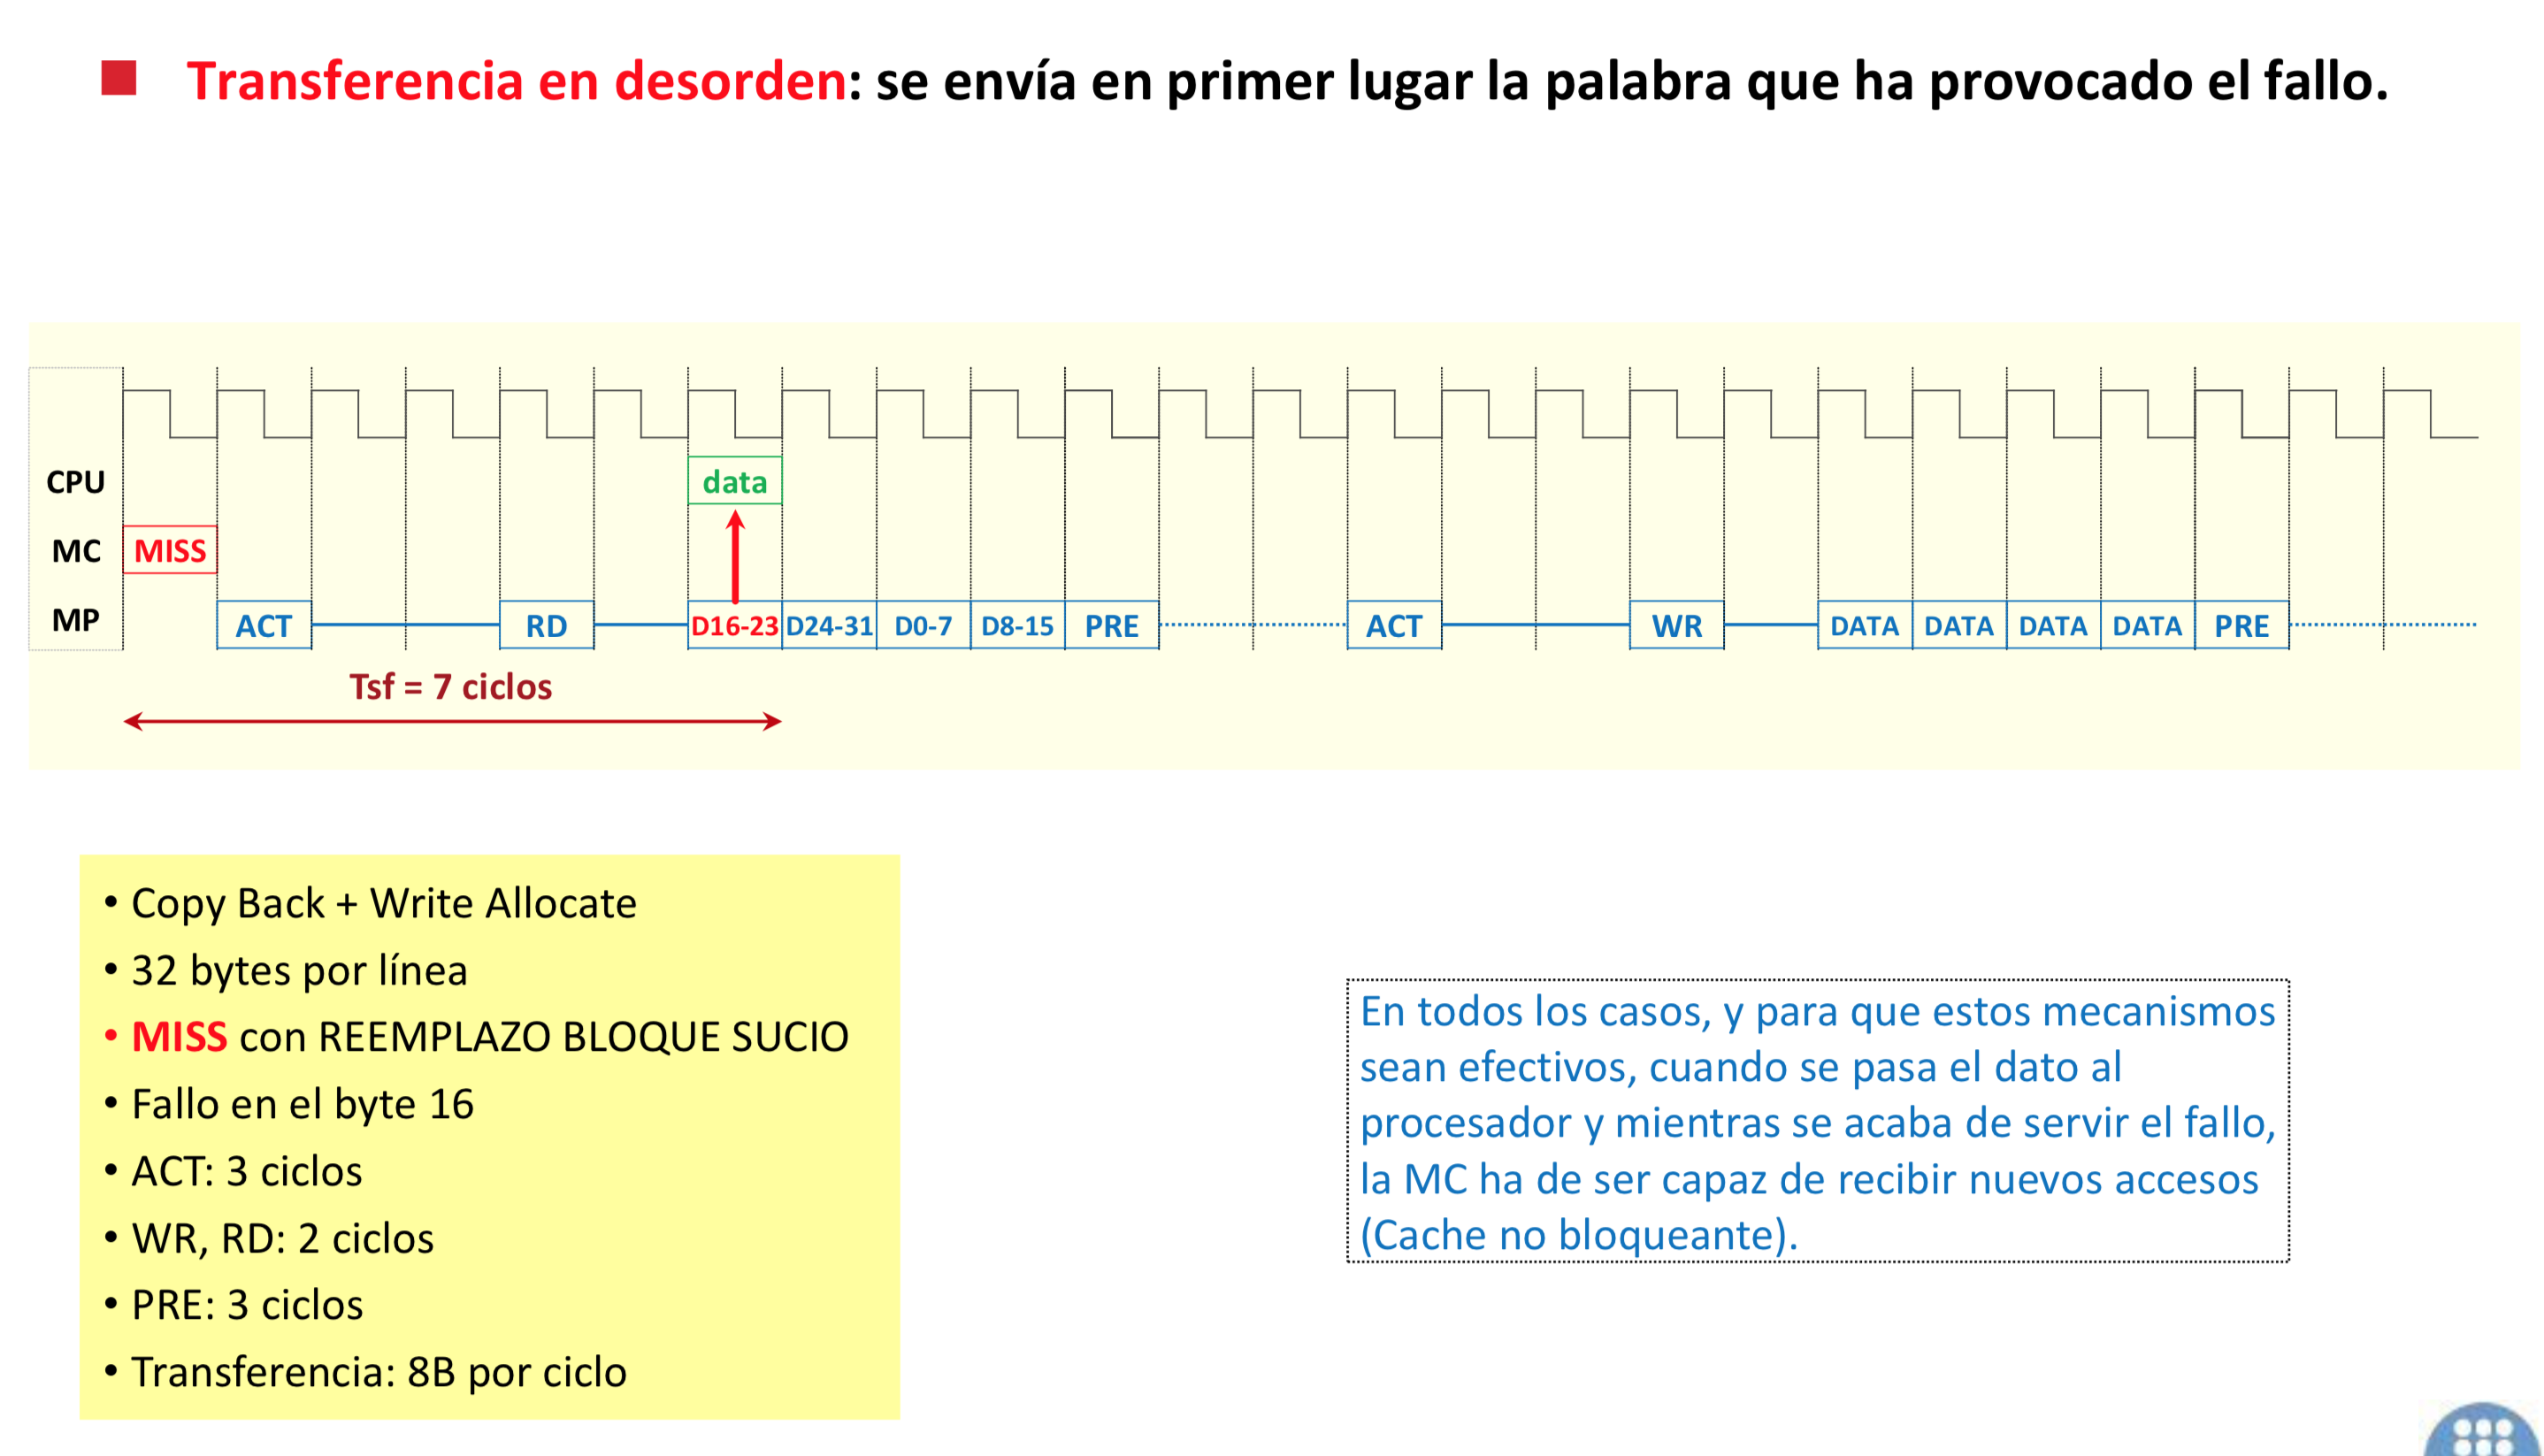 Transferencia en desorden: se envía en primer lugar la palabra que ha provocado el fallo.
CPU
data
MC
MISS
MP
ACT
RD
D16-23
D24-31
D0-7
D8-15
PRE
ACT
WR
DATA
DATA
DATA
DATA
PRE
Tsf = 7 ciclos
• Copy Back + Write Allocate
• 32 bytes por línea
• MISS con REEMPLAZO BLOQUE SUCIO
• Fallo en el byte 16
• ACT: 3 ciclos
• WR, RD: 2 ciclos
• PRE: 3 ciclos
• Transferencia: 8B por ciclo
En todos los casos, y para que estos mecanismos
sean efectivos, cuando se pasa el dato al
procesador y mientras se acaba de servir el fallo,
la MC ha de ser capaz de recibir nuevos accesos
(Cache no bloqueante).